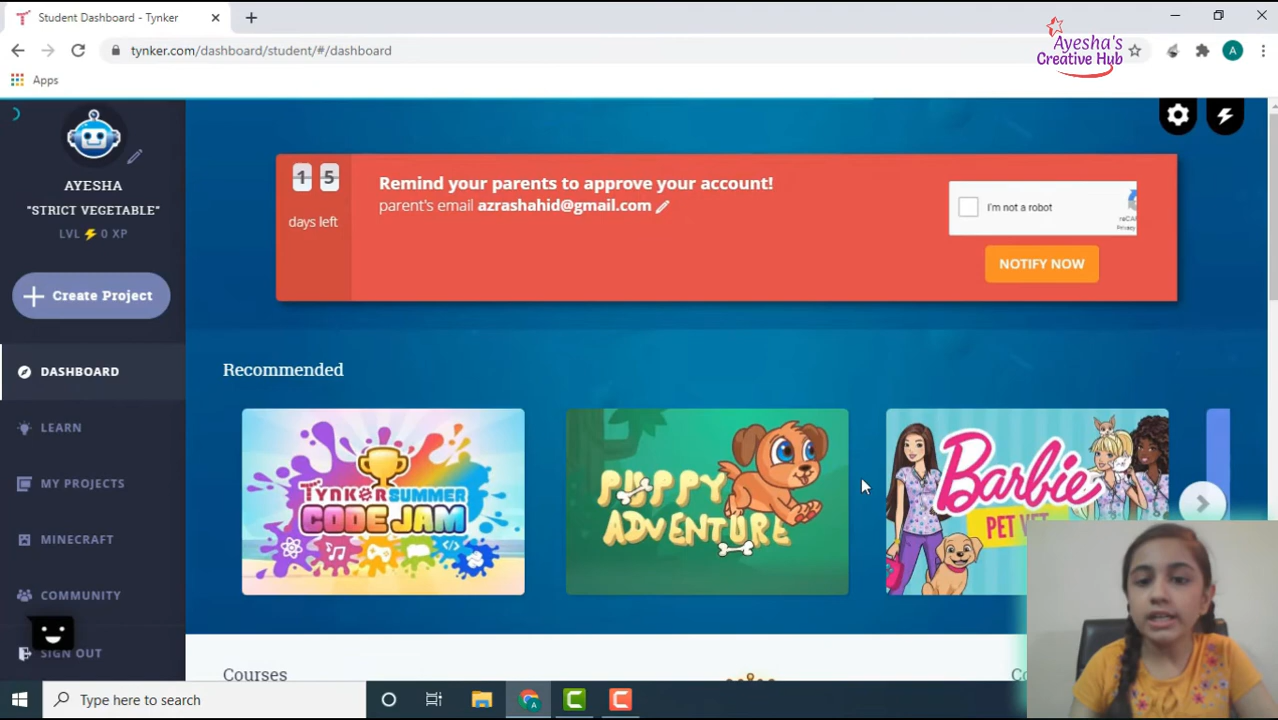 Student Dashboard - Tynker
tynker.com/dashboard/student/#/dashboard
A
Apps
Ayesha's
Creative Hub
AYESHA
"STRICT VEGETABLE"
LVL 0 XP
Create Project
DASHBOARD
LEARN
MY PROJECTS
MINECRAFT
COMMUNITY
SIGN OUT
1 5
days left
Remind your parents to approve your account!
parent's email azrashahid@gmail.com
I'm not a robot
reCAP
Privacy
NOTIFY NOW
Recommended
TYNKER SUMMER
CODE JAM
PUPPY
ADVENTURE
Barbie
PET VET
Courses
Type here to search